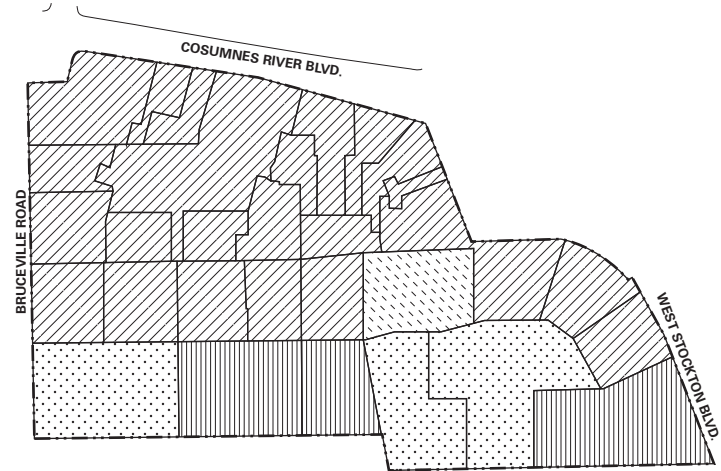 COSUMNES RIVER BLVD.
BRUCEVILLE ROAD
WEST STOCKTON BLVD.